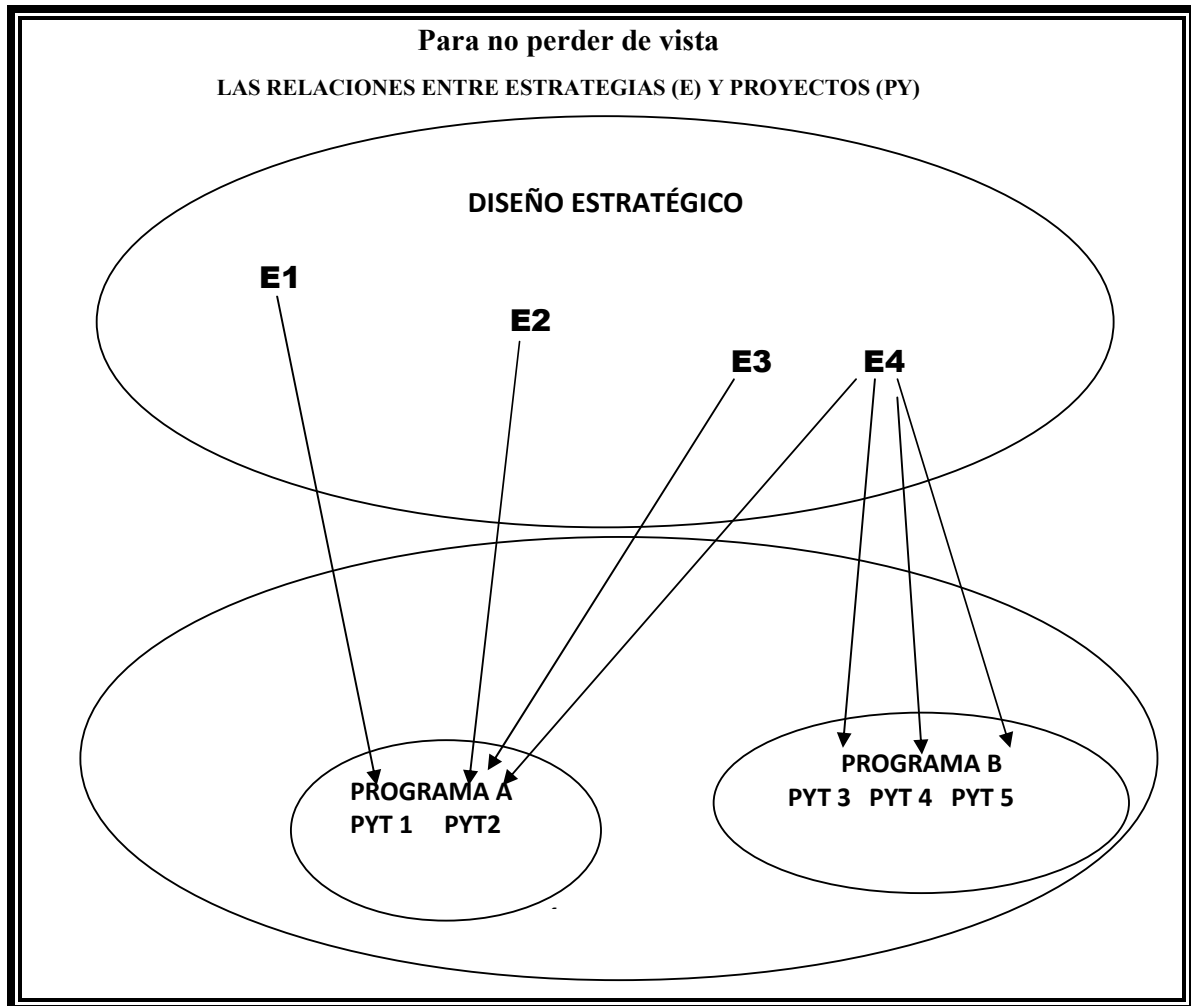 Para no perder de vista
LAS RELACIONES ENTRE ESTRATEGIAS (E) Y PROYECTOS (PY)
DISEÑO ESTRATÉGICO
E1
E2
E3 E4
PROGRAMA B
PYT 3 PYT 4 PYT 5
PROGRAMA A
PYT 1 PYT2